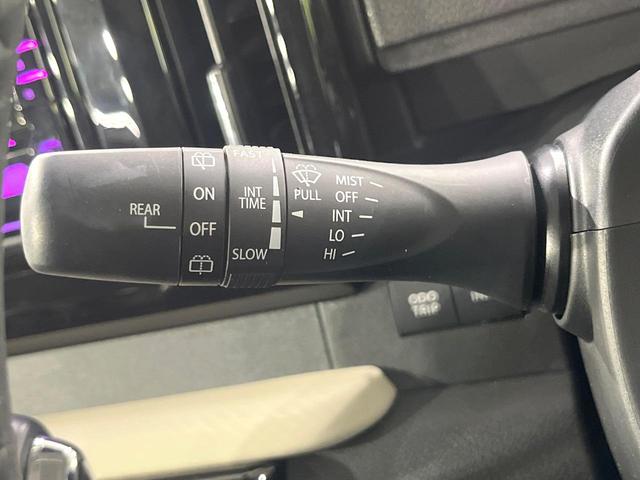 REAR
ON
OFF
FAST
INT
TIME
SLOW
PULL
MIST
OFF
INT
LO
HI
ODO
TRIP